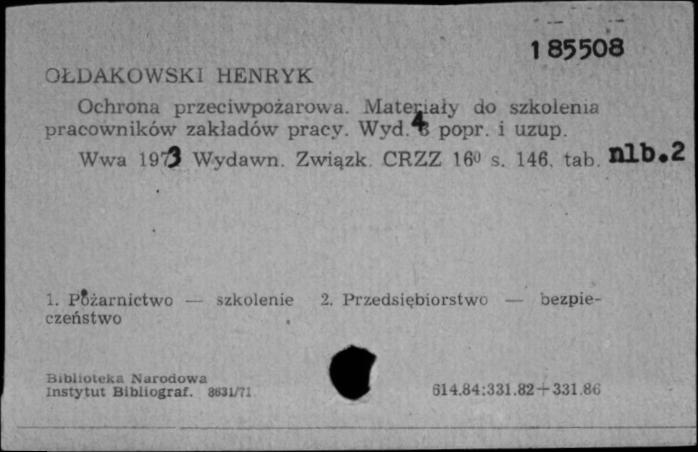 185508
OŁDAKOWSKI HENRYK
Ochrona przeciwpożarowa. Materiały do szkolenia
pracowników zakładów pracy. Wyd. 4 popr. i uzup.
Wwa 1973 Wydawn. Związk. CRZZ 16⁰ s. 146, tab. nlb.2
1. Pożarnictwo — szkolenie 2. Przedsiębiorstwo — bezpie-
czeństwo
Biblioteka Narodowa
Instytut Bibliograf. 8631/71
614.84:331.82+331.86